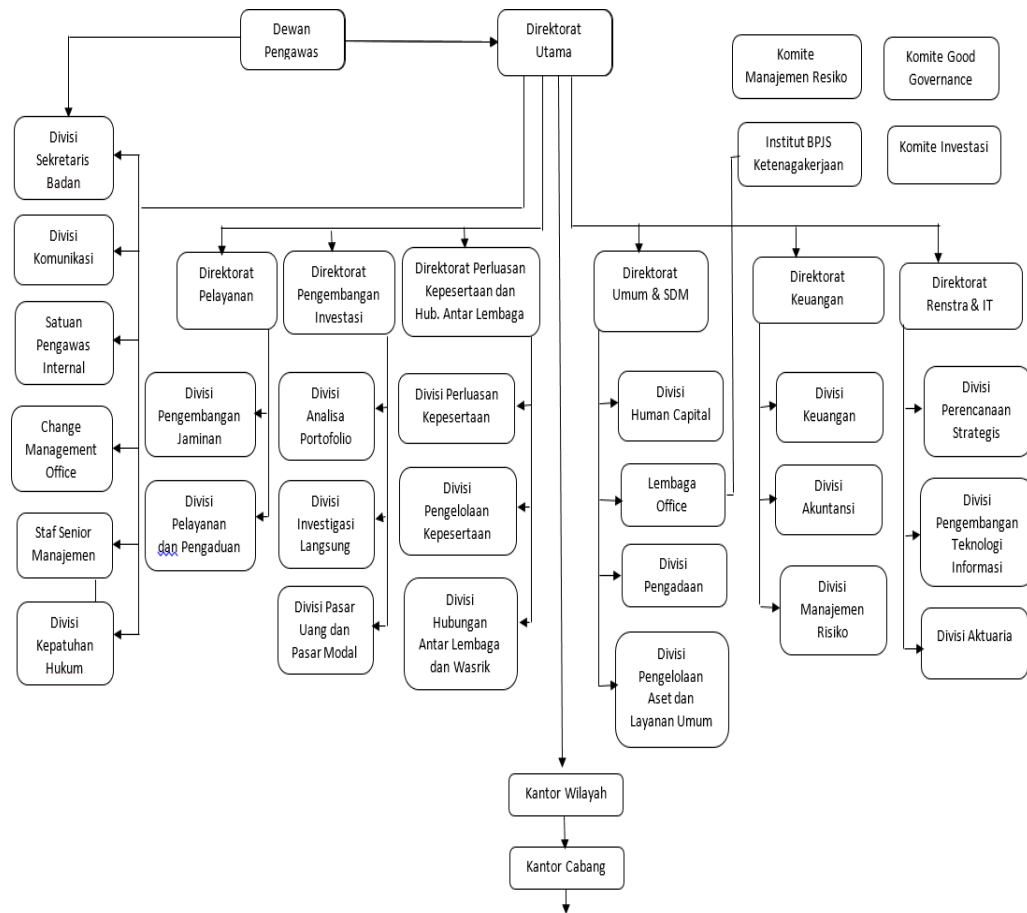 Dewan
Pengawas
Direktorat
Utama
Komite
Manajemen Resiko
Komite Good
Governance
Institut BPJS
Ketenagakerjaan
Komite Investasi
Divisi
Sekretaris
Badan
Divisi
Komunikasi
Satuan
Pengawas
Internal
Change
Management
Office
Staf Senior
Manajemen
Divisi
Kepatuhan
Hukum
Direktorat
Pelayanan
Direktorat
Pengembangan
Investasi
Direktorat Perluasan
Kepesertaan dan
Hub. Antar Lembaga
Direktorat
Umum & SDM
Direktorat
Keuangan
Direktorat
Renstra & IT
Divisi
Pengembangan
Jaminan
Divisi
Pelayanan
dan Pengaduan
Divisi
Analisa
Portofolio
Divisi
Investigasi
Langsung
Divisi Pasar
Uang dan
Pasar Modal
Divisi Perluasan
Kepesertaan
Divisi
Pengelolaan
Kepesertaan
Divisi
Hubungan
Antar Lembaga
dan Wasrik
Divisi
Human Capital
Lembaga
Office
Divisi
Pengadaan
Divisi
Pengelolaan
Aset dan
Layanan Umum
Divisi
Keuangan
Divisi
Akuntansi
Divisi
Manajemen
Risiko
Divisi
Perencanaan
Strategis
Divisi
Pengembangan
Teknologi
Informasi
Divisi Aktuaria
Kantor Wilayah
Kantor Cabang